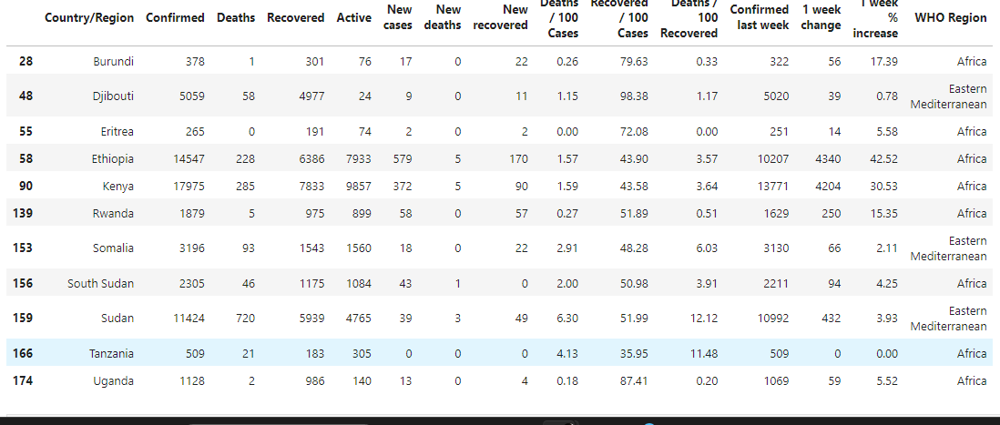 Country/Region Confirmed Deaths Recovered Active New cases New deaths New recovered Deaths / 100 Cases Recovered / 100 Cases Deaths / 100 Recovered Confirmed last week 1 week change 1 week % increase WHO Region
28 Burundi 378 1 301 76 17 0 22 0.26 79.63 0.33 322 56 17.39 Africa
48 Djibouti 5059 58 4977 24 9 0 11 1.15 98.38 1.17 5020 39 0.78 Eastern Mediterranean
55 Eritrea 265 0 191 74 2 0 2 0.00 72.08 0.00 251 14 5.58 Africa
58 Ethiopia 14547 228 6386 7933 579 5 170 1.57 43.90 3.57 10207 4340 42.52 Africa
90 Kenya 17975 285 7833 9857 372 5 90 1.59 43.58 3.64 13771 4204 30.53 Africa
139 Rwanda 1879 5 975 899 58 0 57 0.27 51.89 0.51 1629 250 15.35 Africa
153 Somalia 3196 93 1543 1560 18 0 22 2.91 48.28 6.03 3130 66 2.11 Eastern Mediterranean
156 South Sudan 2305 46 1175 1084 43 1 0 2.00 50.98 3.91 2211 94 4.25 Africa
159 Sudan 11424 720 5939 4765 39 3 49 6.30 51.99 12.12 10992 432 3.93 Eastern Mediterranean
166 Tanzania 509 21 183 305 0 0 0 4.13 35.95 11.48 509 0 0.00 Africa
174 Uganda 1128 2 986 140 13 0 4 0.18 87.41 0.20 1069 59 5.52 Africa